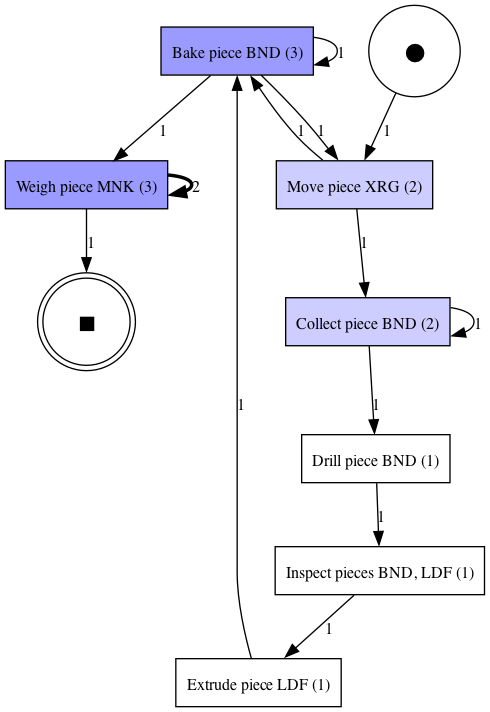 Bake piece BND (3)
1
1
1
1
1
Weigh piece MNK (3)
2
Move piece XRG (2)
1
1
Collect piece BND (2)
1
1
1
Drill piece BND (1)
1
Inspect pieces BND, LDF (1)
1
Extrude piece LDF (1)